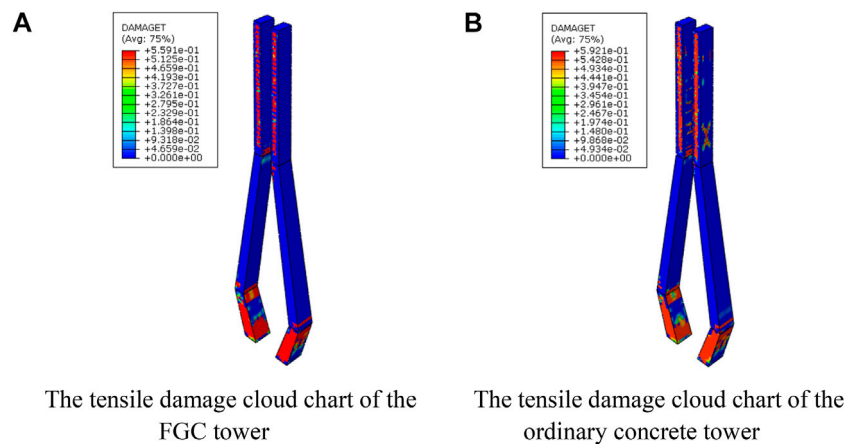 A
DAMAGET
(Avg: 75%)
+5.591e-01
+5.125e-01
+4.659e-01
+4.193e-01
+3.727e-01
+3.261e-01
+2.795e-01
+2.329e-01
+1.864e-01
+1.398e-01
+9.318e-02
+4.659e-02
+0.000e+00
The tensile damage cloud chart of the
FGC tower
B
DAMAGET
(Avg: 75%)
+5.921e-01
+5.428e-01
+4.934e-01
+4.441e-01
+3.947e-01
+3.454e-01
+2.961e-01
+2.467e-01
+1.974e-01
+1.480e-01
+9.868e-02
+4.934e-02
+0.000e+00
The tensile damage cloud chart of the
ordinary concrete tower